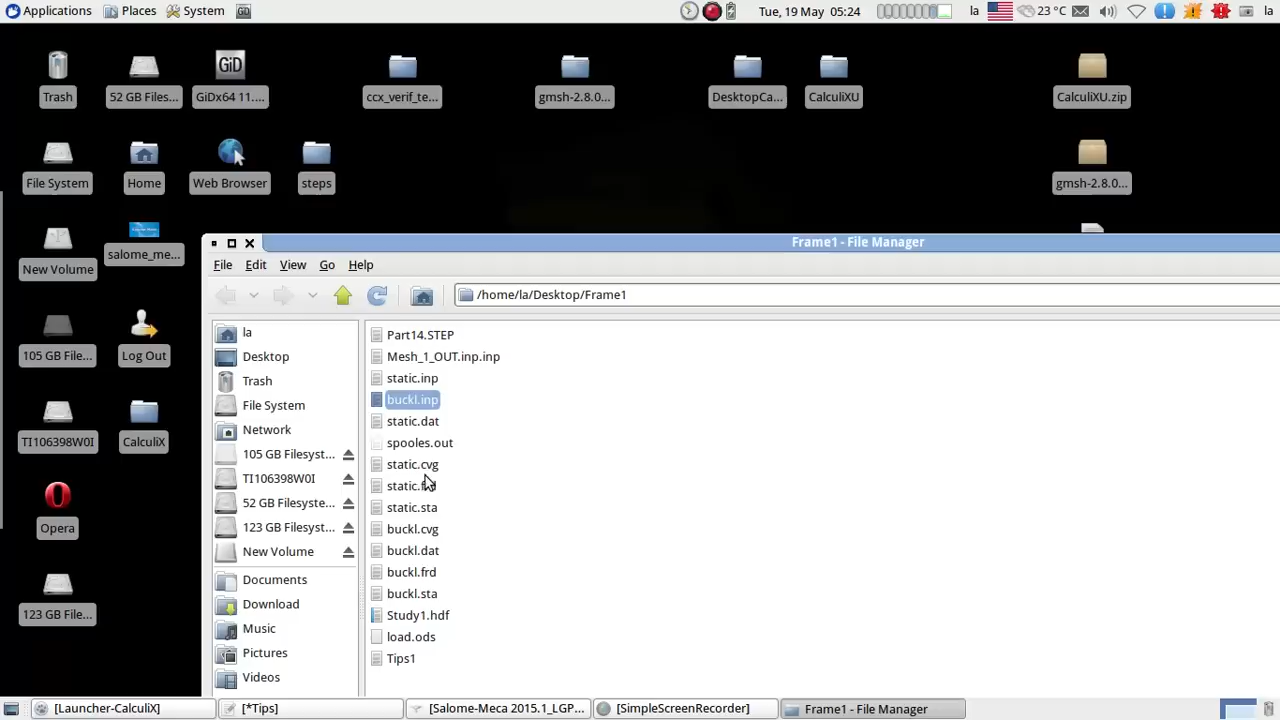 Applications Places System Tue, 19 May 05:24 la 23 °C la
Trash 52 GB Files... GiDx64 11.... ccx_verif_te... gmsh-2.8.0... DesktopCa... CalculiXU CalculiXU.zip
GiD
File System Home Web Browser steps gmsh-2.8.0...
New Volume salome_me...
105 GB File... Log Out
TI106398W0I CalculiX
Opera
123 GB File...
Frame1 - File Manager
File Edit View Go Help
/home/la/Desktop/Frame1
la
Desktop
Trash
File System
Network
105 GB Filesyst...
TI106398W0I
52 GB Filesyste...
123 GB Filesyst...
New Volume
Documents
Download
Music
Pictures
Videos
Part14.STEP
Mesh_1_OUT.inp.inp
static.inp
buckl.inp
static.dat
spooles.out
static.cvg
static.frd
static.sta
buckl.cvg
buckl.dat
buckl.frd
buckl.sta
Study1.hdf
load.ods
Tips1
[Launcher-CalculiX] [*Tips] [Salome-Meca 2015.1_LGP... [SimpleScreenRecorder] Frame1 - File Manager